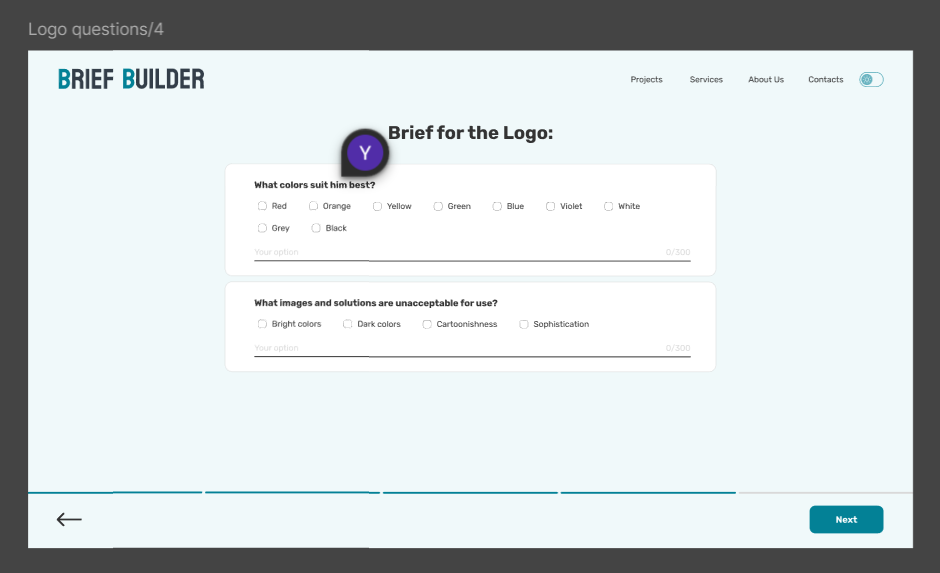 Logo questions/4
BRIEF BUILDER
Projects Services About Us Contacts
Brief for the Logo:
Y
What colors suit him best?
Red Orange Yellow Green Blue Violet White
Grey Black
Your option 0/300
What images and solutions are unacceptable for use?
Bright colors Dark colors Cartoonishness Sophistication
Your option 0/300
Next